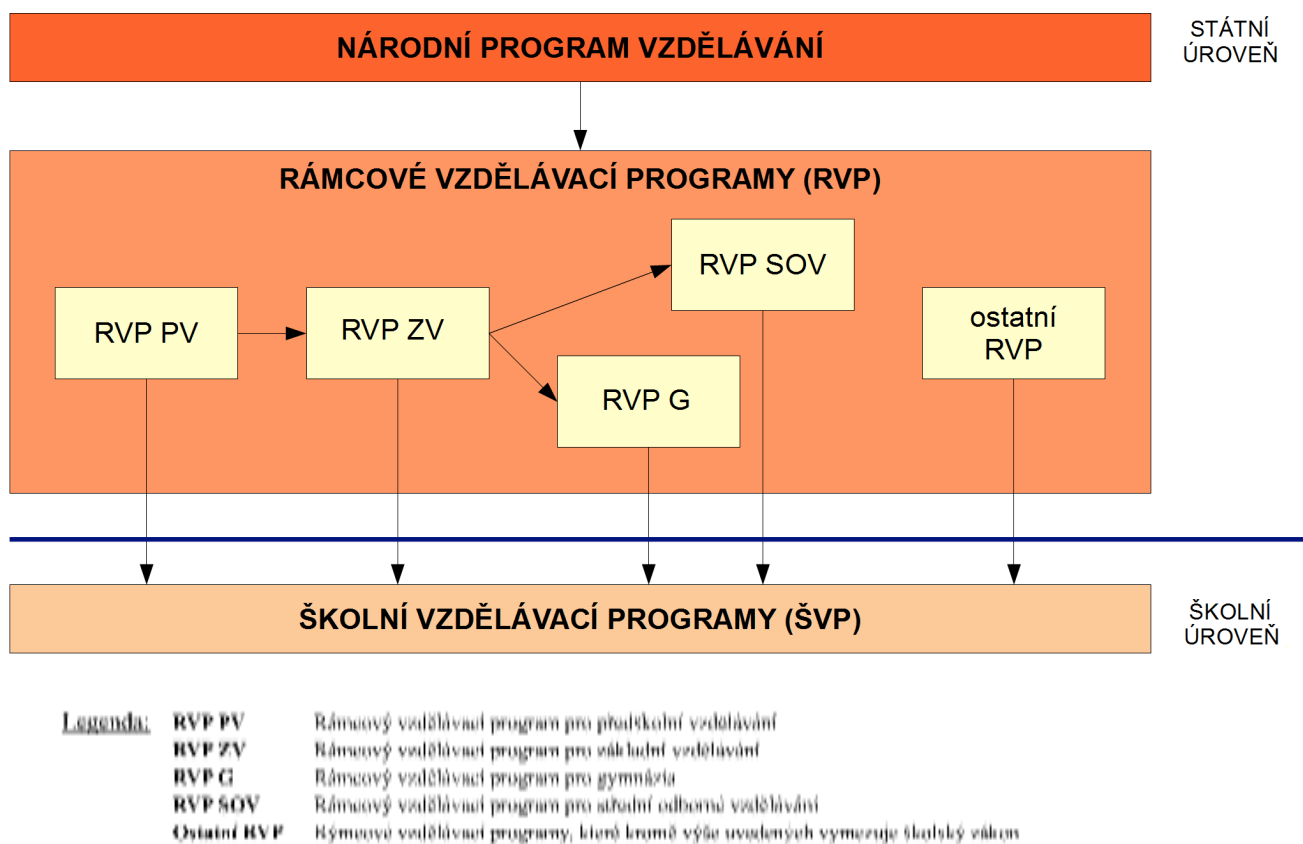 NÁRODNÍ PROGRAM VZDĚLÁVÁNÍ
STÁTNÍ
ÚROVEŇ
RÁMCOVÉ VZDĚLÁVACÍ PROGRAMY (RVP)
RVP SOV
RVP PV
RVP ZV
ostatní
RVP
RVP G
ŠKOLNÍ VZDĚLÁVACÍ PROGRAMY (ŠVP)
ŠKOLNÍ
ÚROVEŇ
Legenda: RVP PV Rámcový vzdělávací program pro předškolní vzdělávání
RVP ZV Rámcový vzdělávací program pro základní vzdělávání
RVP G Rámcový vzdělávací program pro gymnázia
RVP SOV Rámcový vzdělávací program pro střední odborné vzdělávání
Ostatní RVP vzdělávací programy, které kromě výše uvedených vymezuje školský zákon